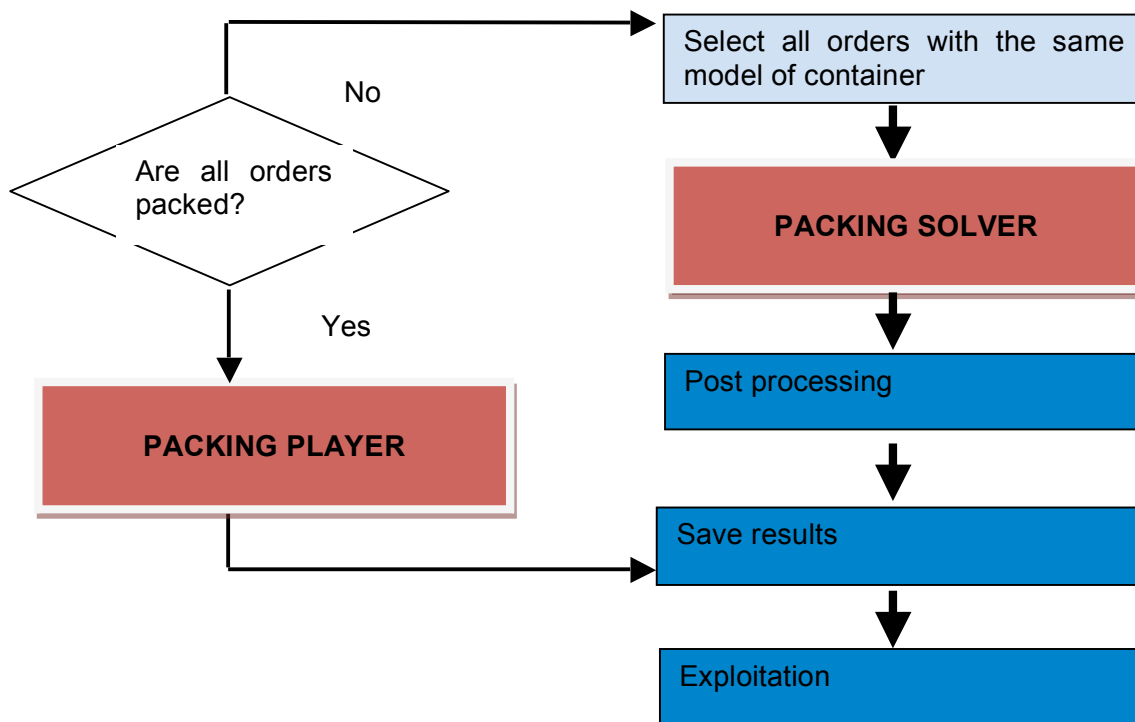 Select all orders with the same
model of container
No
Are all orders
packed?
PACKING SOLVER
Yes
Post processing
PACKING PLAYER
Save results
Exploitation